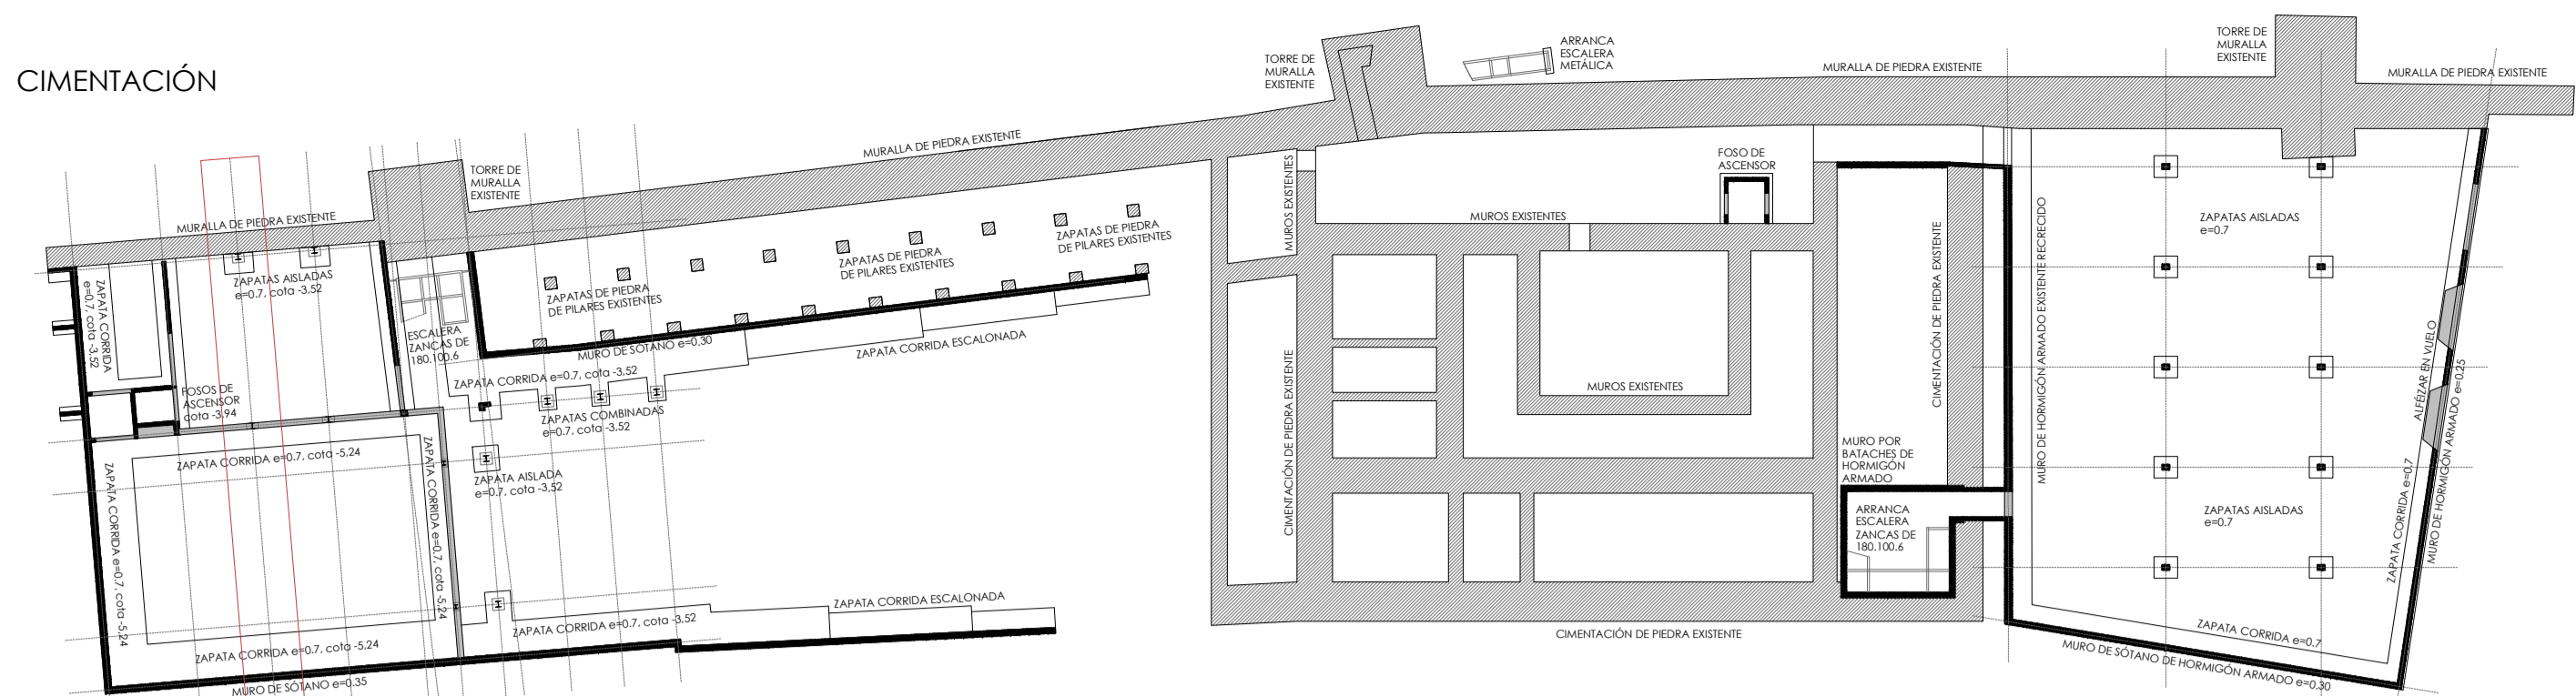 CIMENTACIÓN
MURALLA DE PIEDRA EXISTENTE
TORRE DE
MURALLA
EXISTENTE
MURALLA DE PIEDRA EXISTENTE
TORRE DE
MURALLA
EXISTENTE
ARRANCA
ESCALERA
METÁLICA
MURALLA DE PIEDRA EXISTENTE
TORRE DE
MURALLA
EXISTENTE
MURALLA DE PIEDRA EXISTENTE
ZAPATA CORRIDA
e=0.7, cota -3,52
ZAPATAS AISLADAS
e=0.7, cota -3,52
FOSOS DE
ASCENSOR
cota -3,94
ESCALERA
ZANCAS DE
180.100.6
ZAPATAS DE PIEDRA
DE PILARES EXISTENTES
ZAPATAS DE PIEDRA
DE PILARES EXISTENTES
ZAPATAS DE PIEDRA
DE PILARES EXISTENTES
MURO DE SÓTANO e=0.30
ZAPATA CORRIDA ESCALONADA
ZAPATA CORRIDA e=0.7, cota -3,52
ZAPATAS COMBINADAS
e=0.7, cota -3,52
ZAPATA AISLADA
e=0.7, cota -3,52
ZAPATA CORRIDA e=0.7, cota -5,24
ZAPATA CORRIDA e=0.7, cota -5,24
ZAPATA CORRIDA e=0.7, cota -5,24
ZAPATA CORRIDA e=0.7, cota -5,24
MURO DE SÓTANO e=0.35
ZAPATA CORRIDA e=0.7, cota -3,52
ZAPATA CORRIDA ESCALONADA
MUROS EXISTENTES
CIMENTACIÓN DE PIEDRA EXISTENTE
MUROS EXISTENTES
FOSO DE
ASCENSOR
MUROS EXISTENTES
CIMENTACIÓN DE PIEDRA EXISTENTE
MURO POR
BATACHES DE
HORMIGÓN
ARMADO
ARRANCA
ESCALERA
ZANCAS DE
180.100.6
CIMENTACIÓN DE PIEDRA EXISTENTE
MURO DE HORMIGÓN ARMADO EXISTENTE RECRECIDO
ZAPATAS AISLADAS
e=0.7
ZAPATAS AISLADAS
e=0.7
ALFÉIZAR EN VUELO
MURO DE HORMIGÓN ARMADO e=0.25
ZAPATA CORRIDA e=0.7
ZAPATA CORRIDA e=0.7
MURO DE SÓTANO DE HORMIGÓN ARMADO e=0.30